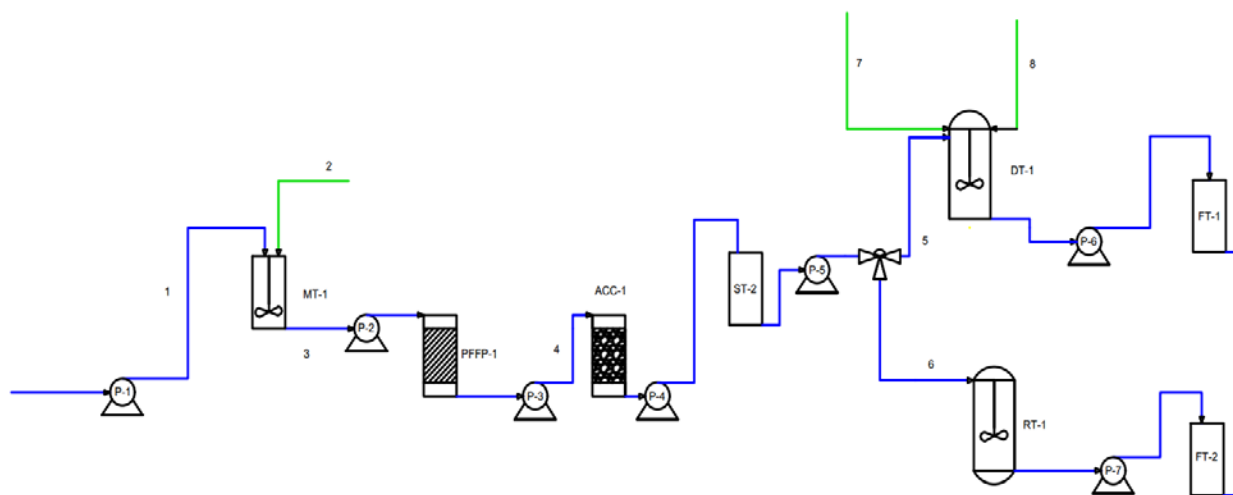 7
8
2
DT-1
P-6
FT-1
5
P-5
ST-2
1
MT-1
ACC-1
P-2
3
PFFP-1
4
6
P-1
P-3
P-4
RT-1
P-7
FT-2